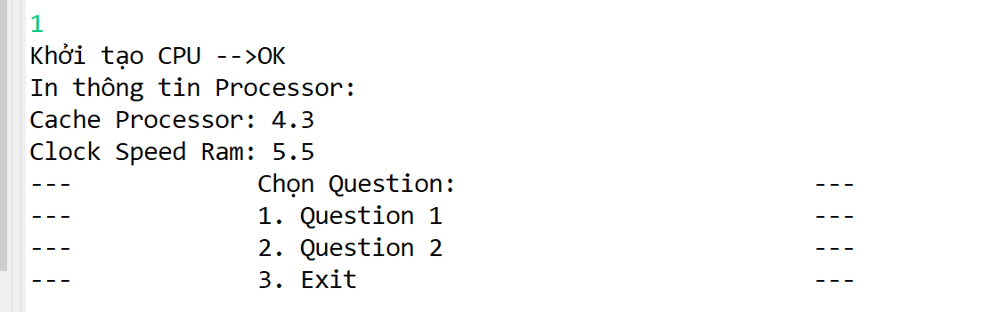 1
Khởi tạo CPU -->OK
In thông tin Processor:
Cache Processor: 4.3
Clock Speed Ram: 5.5
--- Chọn Question: ---
--- 1. Question 1 ---
--- 2. Question 2 ---
--- 3. Exit ---